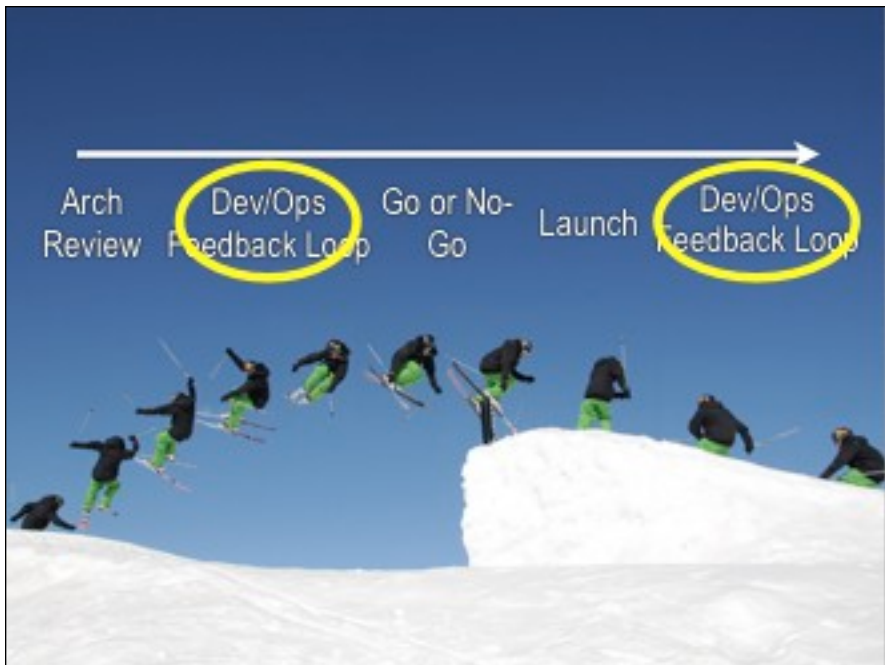 Arch
Review
Dev/Ops
Feedback Loop
Go or No-
Go
Launch
Dev/Ops
Feedback Loop